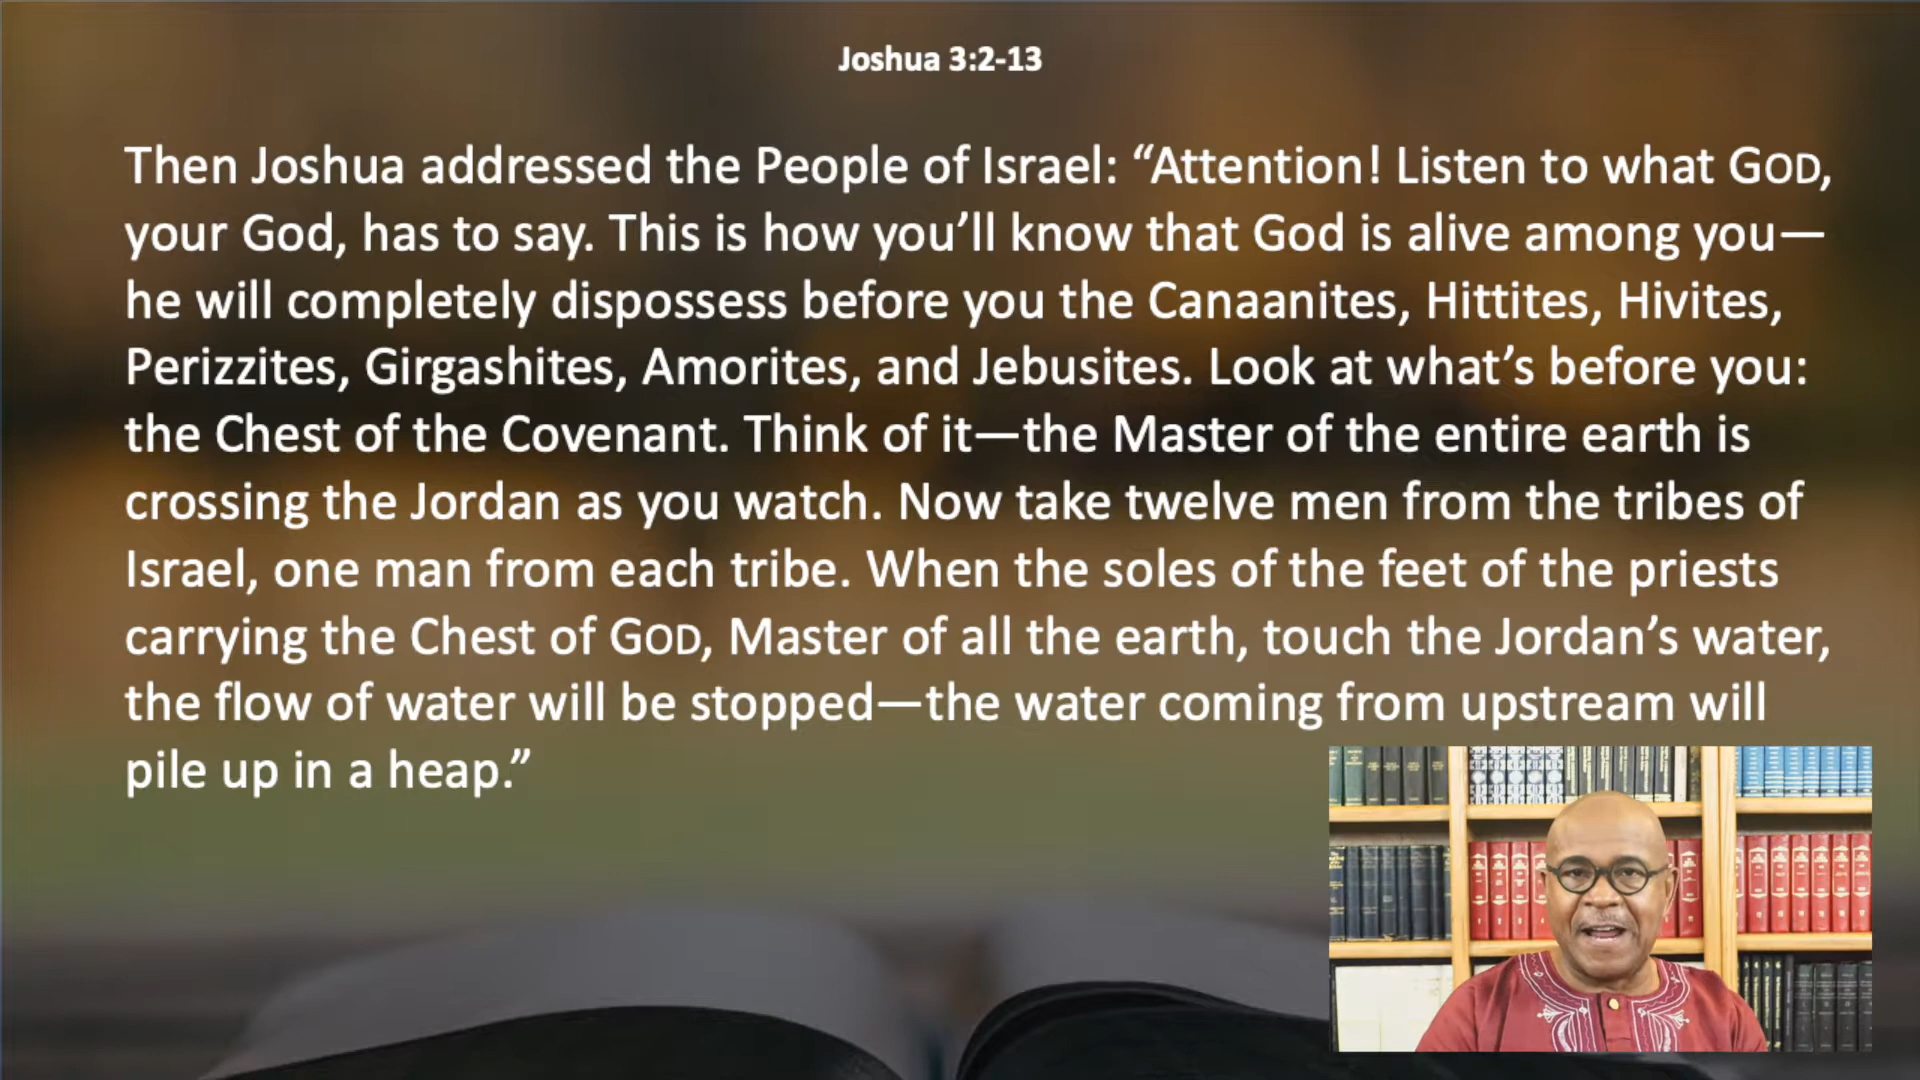 Joshua 3:2-13
Then Joshua addressed the People of Israel: “Attention! Listen to what GOD,
your God, has to say. This is how you’ll know that God is alive among you—
he will completely dispossess before you the Canaanites, Hittites, Hivites,
Perizzites, Girgashites, Amorites, and Jebusites. Look at what’s before you:
the Chest of the Covenant. Think of it—the Master of the entire earth is
crossing the Jordan as you watch. Now take twelve men from the tribes of
Israel, one man from each tribe. When the soles of the feet of the priests
carrying the Chest of GOD, Master of all the earth, touch the Jordan’s water,
the flow of water will be stopped—the water coming from upstream will
pile up in a heap.”